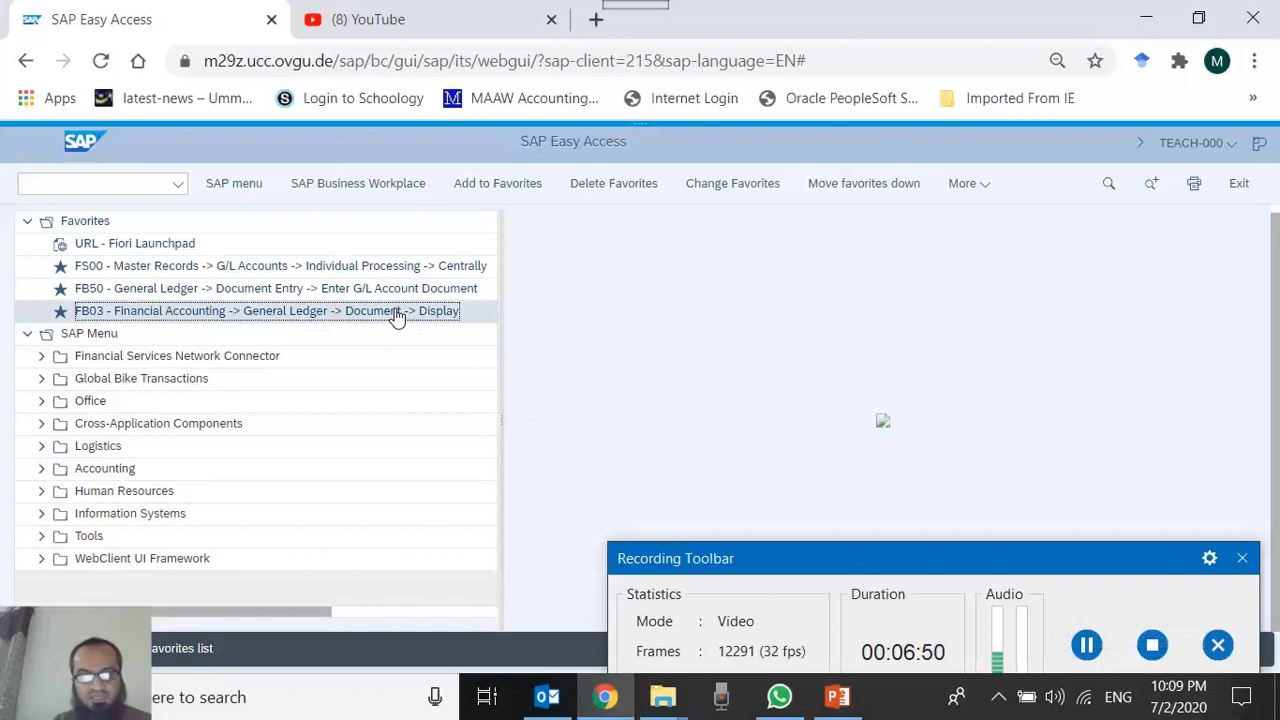 SAP Easy Access
(8) YouTube
m29z.ucc.ovgu.de/sap/bc/gui/sap/its/webgui/?sap-client=215&sap-language=EN#
M
Apps
latest-news – Umm...
Login to Schoology
MAAW Accounting...
Internet Login
Oracle PeopleSoft S...
Imported From IE
»
SAP
SAP Easy Access
TEACH-000
SAP menu
SAP Business Workplace
Add to Favorites
Delete Favorites
Change Favorites
Move favorites down
More
Exit
Favorites
URL - Fiori Launchpad
FS00 - Master Records -> G/L Accounts -> Individual Processing -> Centrally
FB50 - General Ledger -> Document Entry -> Enter G/L Account Document
FB03 - Financial Accounting -> General Ledger -> Document -> Display
SAP Menu
Financial Services Network Connector
Global Bike Transactions
Office
Cross-Application Components
Logistics
Accounting
Human Resources
Information Systems
Tools
WebClient UI Framework
Recording Toolbar
Statistics
Mode : Video
Frames : 12291 (32 fps)
Duration
00:06:50
Audio
avorites list
ere to search
ENG
10:09 PM
7/2/2020